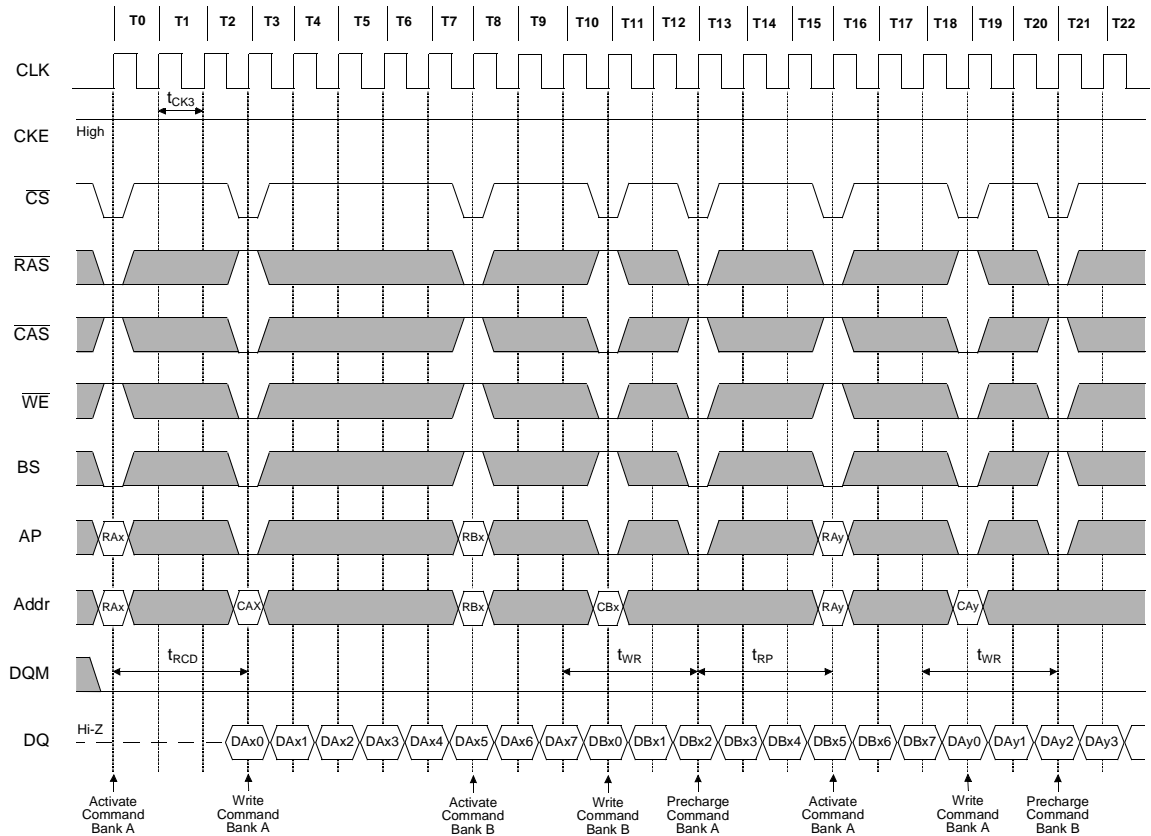 T0 T1 T2 T3 T4 T5 T6 T7 T8 T9 T10 T11 T12 T13 T14 T15 T16 T17 T18 T19 T20 T21 T22
CLK
tCK3
CKE High
CS
RAS
CAS
WE
BS
AP RAx RBx RAy
Addr RAx CAX RBx CBx RAy CAy
DQM tRCD tWR tRP tWR
DQ Hi-Z DAx0 DAx1 DAx2 DAx3 DAx4 DAx5 DAx6 DAx7 DBx0 DBx1 DBx2 DBx3 DBx4 DBx5 DBx6 DBx7 DAy0 DAy1 DAy2 DAy3
Activate Command Bank A
Write Command Bank A
Activate Command Bank B
Write Command Bank B
Precharge Command Bank A
Activate Command Bank A
Write Command Bank A
Precharge Command Bank B